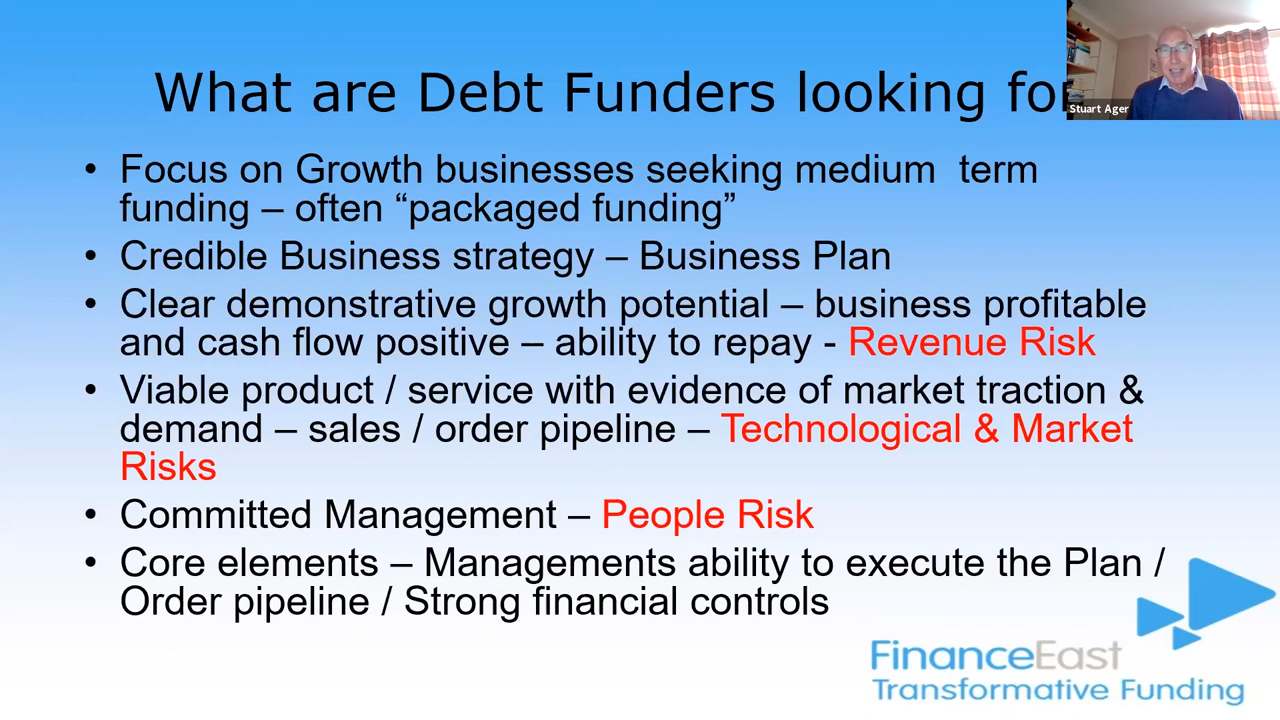 What are Debt Funders looking for
Stuart Ager
• Focus on Growth businesses seeking medium  term
funding – often “packaged funding”
• Credible Business strategy – Business Plan
• Clear demonstrative growth potential – business profitable
and cash flow positive – ability to repay - Revenue Risk
• Viable product / service with evidence of market traction &
demand – sales / order pipeline – Technological & Market
Risks
• Committed Management – People Risk
• Core elements – Managements ability to execute the Plan /
Order pipeline / Strong financial controls
FinanceEast
Transformative Funding